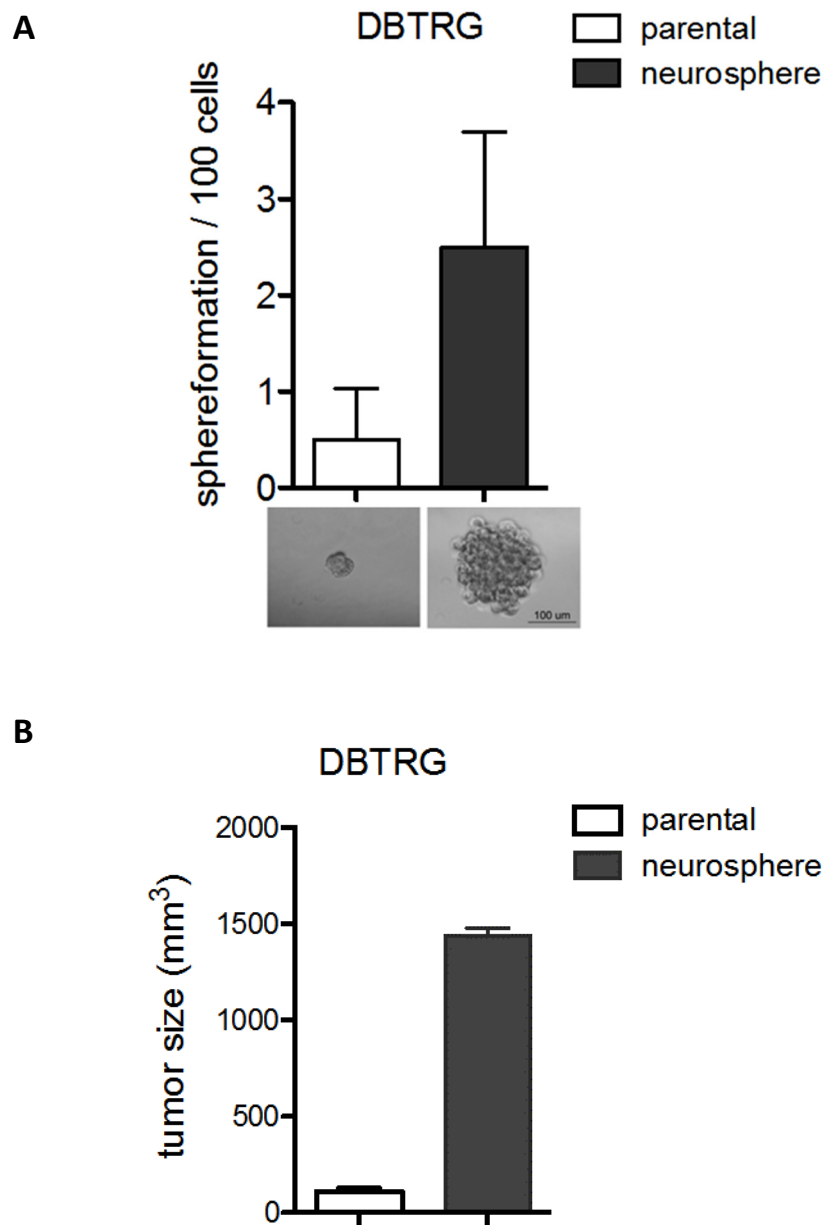 A
DBTRG
parental
neurosphere
sphereformation / 100 cells
4
3
2
1
0
100 um
B
DBTRG
parental
neurosphere
tumor size (mm³)
2000
1500
1000
500
0